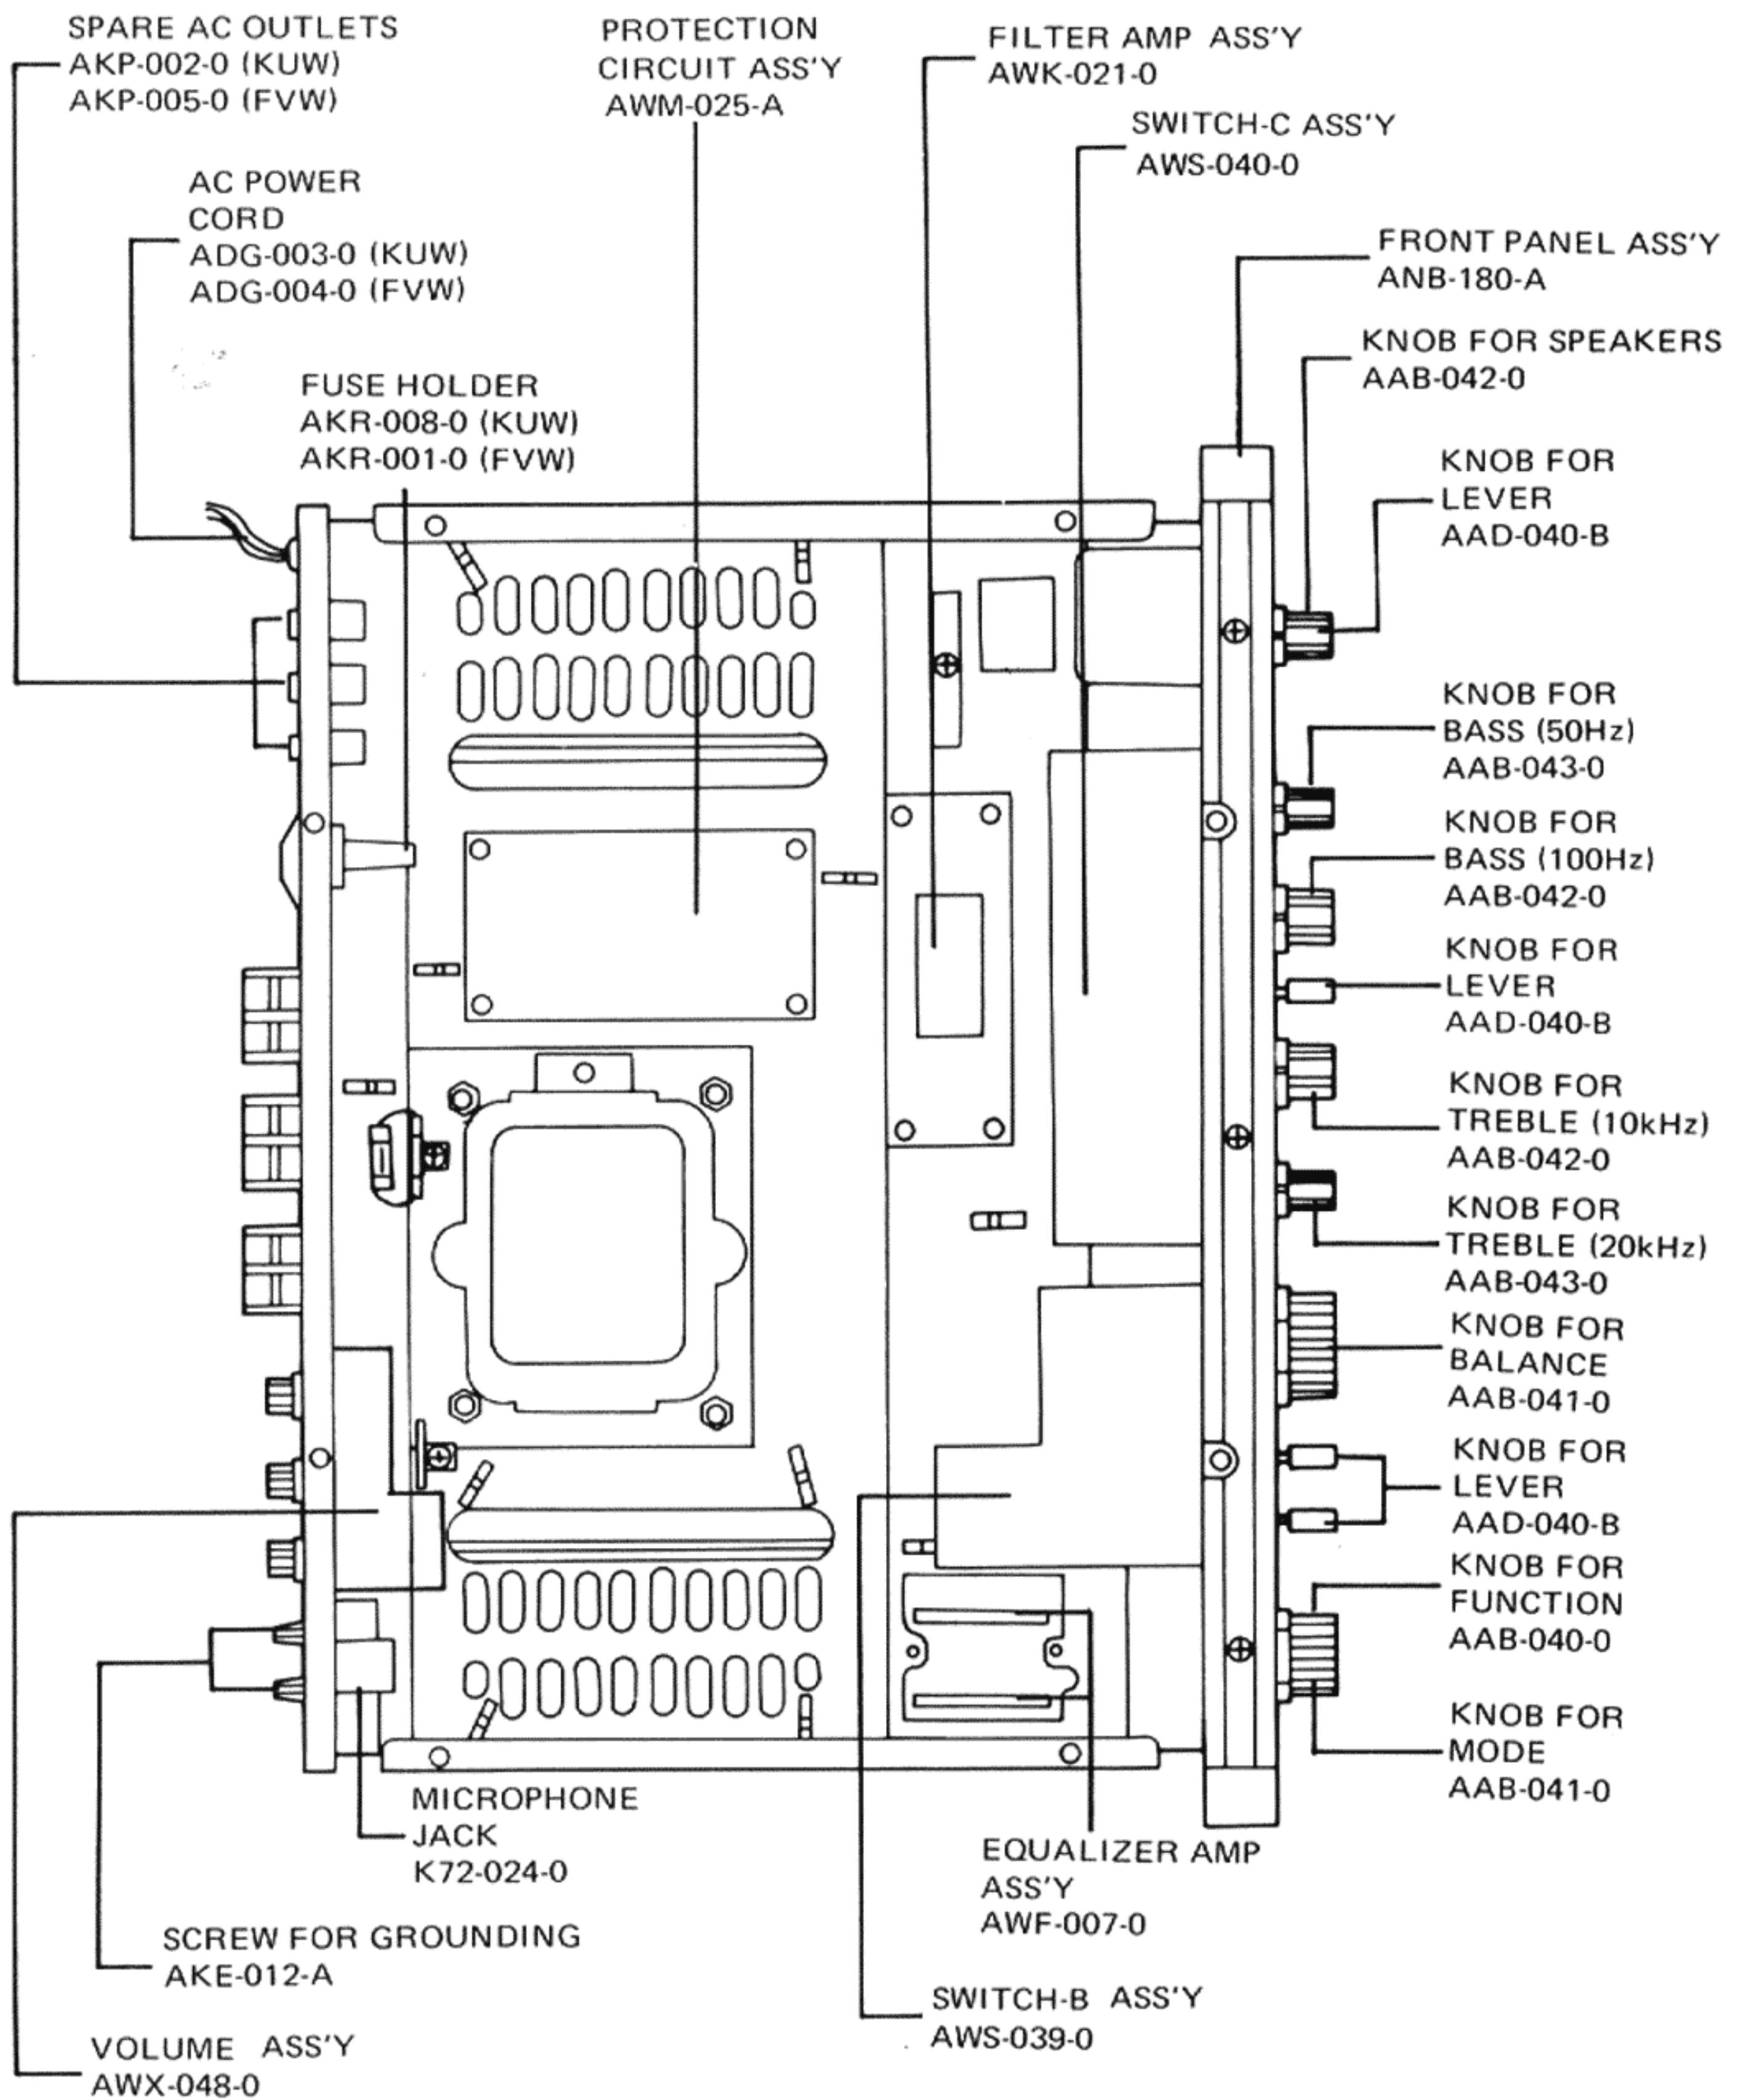 SPARE AC OUTLETS
AKP-002-0 (KUW)
AKP-005-0 (FVW)
PROTECTION
CIRCUIT ASS'Y
AWM-025-A
FILTER AMP ASS'Y
AWK-021-0
SWITCH-C ASS'Y
AWS-040-0
AC POWER
CORD
ADG-003-0 (KUW)
ADG-004-0 (FVW)
FRONT PANEL ASS'Y
ANB-180-A
KNOB FOR SPEAKERS
AAB-042-0
FUSE HOLDER
AKR-008-0 (KUW)
AKR-001-0 (FVW)
KNOB FOR
LEVER
AAD-040-B
KNOB FOR
BASS (50Hz)
AAB-043-0
KNOB FOR
BASS (100Hz)
AAB-042-0
KNOB FOR
LEVER
AAD-040-B
KNOB FOR
TREBLE (10kHz)
AAB-042-0
KNOB FOR
TREBLE (20kHz)
AAB-043-0
KNOB FOR
BALANCE
AAB-041-0
KNOB FOR
LEVER
AAD-040-B
KNOB FOR
FUNCTION
AAB-040-0
KNOB FOR
MODE
AAB-041-0
MICROPHONE
JACK
K72-024-0
EQUALIZER AMP
ASS'Y
AWF-007-0
SCREW FOR GROUNDING
AKE-012-A
SWITCH-B ASS'Y
AWS-039-0
VOLUME ASS'Y
AWX-048-0